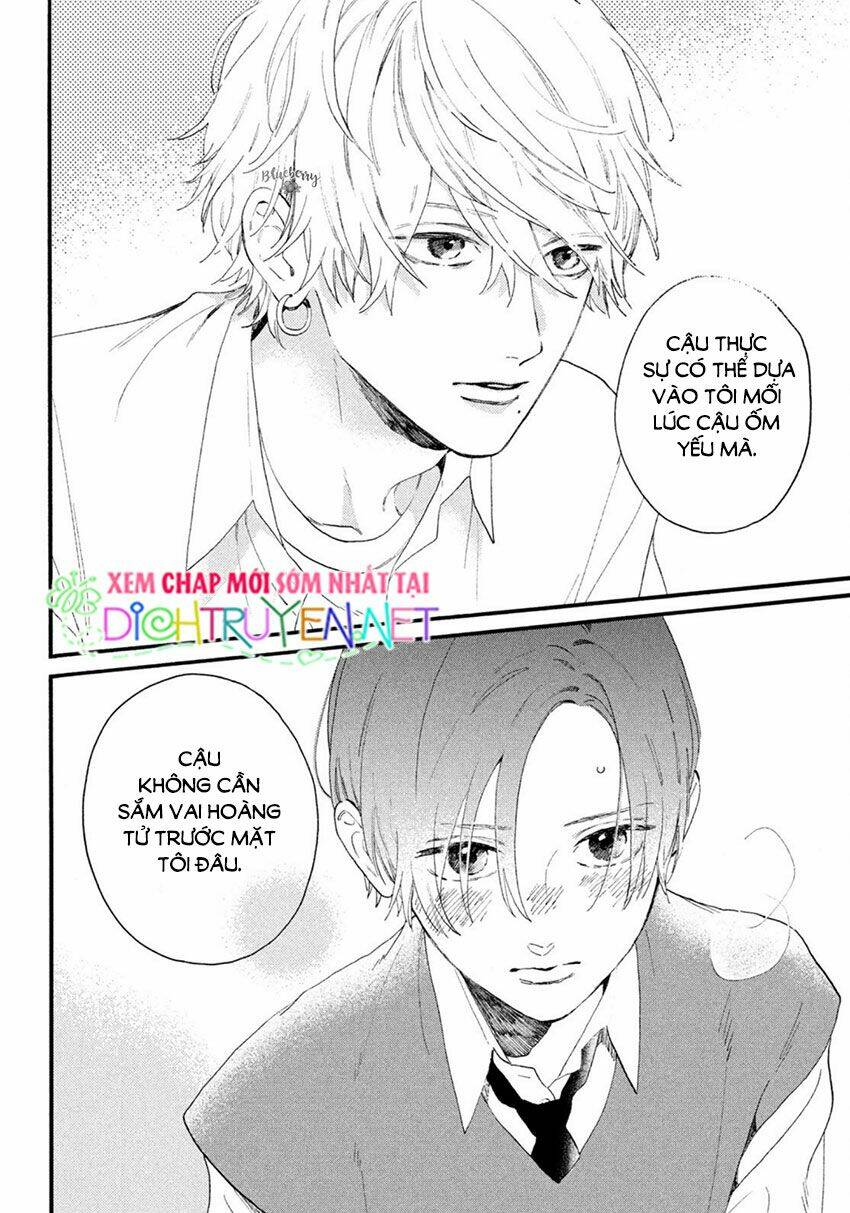 Blueberry
CẬU THỰC
SỰ CÓ THỂ DỰA
VÀO TÔI MỖI
LÚC CẬU ỐM
YẾU MÀ.
XEM CHAP MỚI SỚM NHẤT TẠI
DICHTRUYEN.NET
CẬU
KHÔNG CẦN
SẮM VAI HOÀNG
TỬ TRƯỚC MẶT
TÔI ĐÂU.